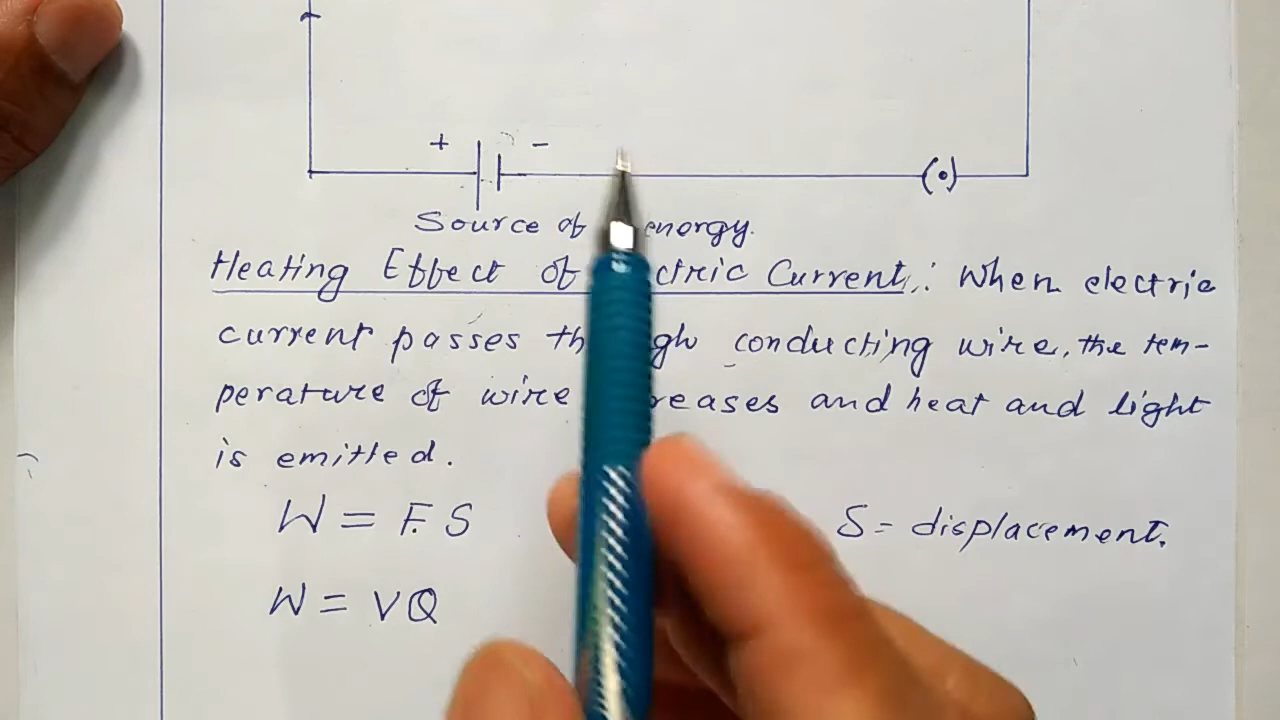 + -
Source of energy.
Heating Effect of ctric Current : When electric
current passes th gh conducting wire, the tem-
perature of wire reases and heat and light
is emitted.
W = F. S S = displacement.
W = VQ